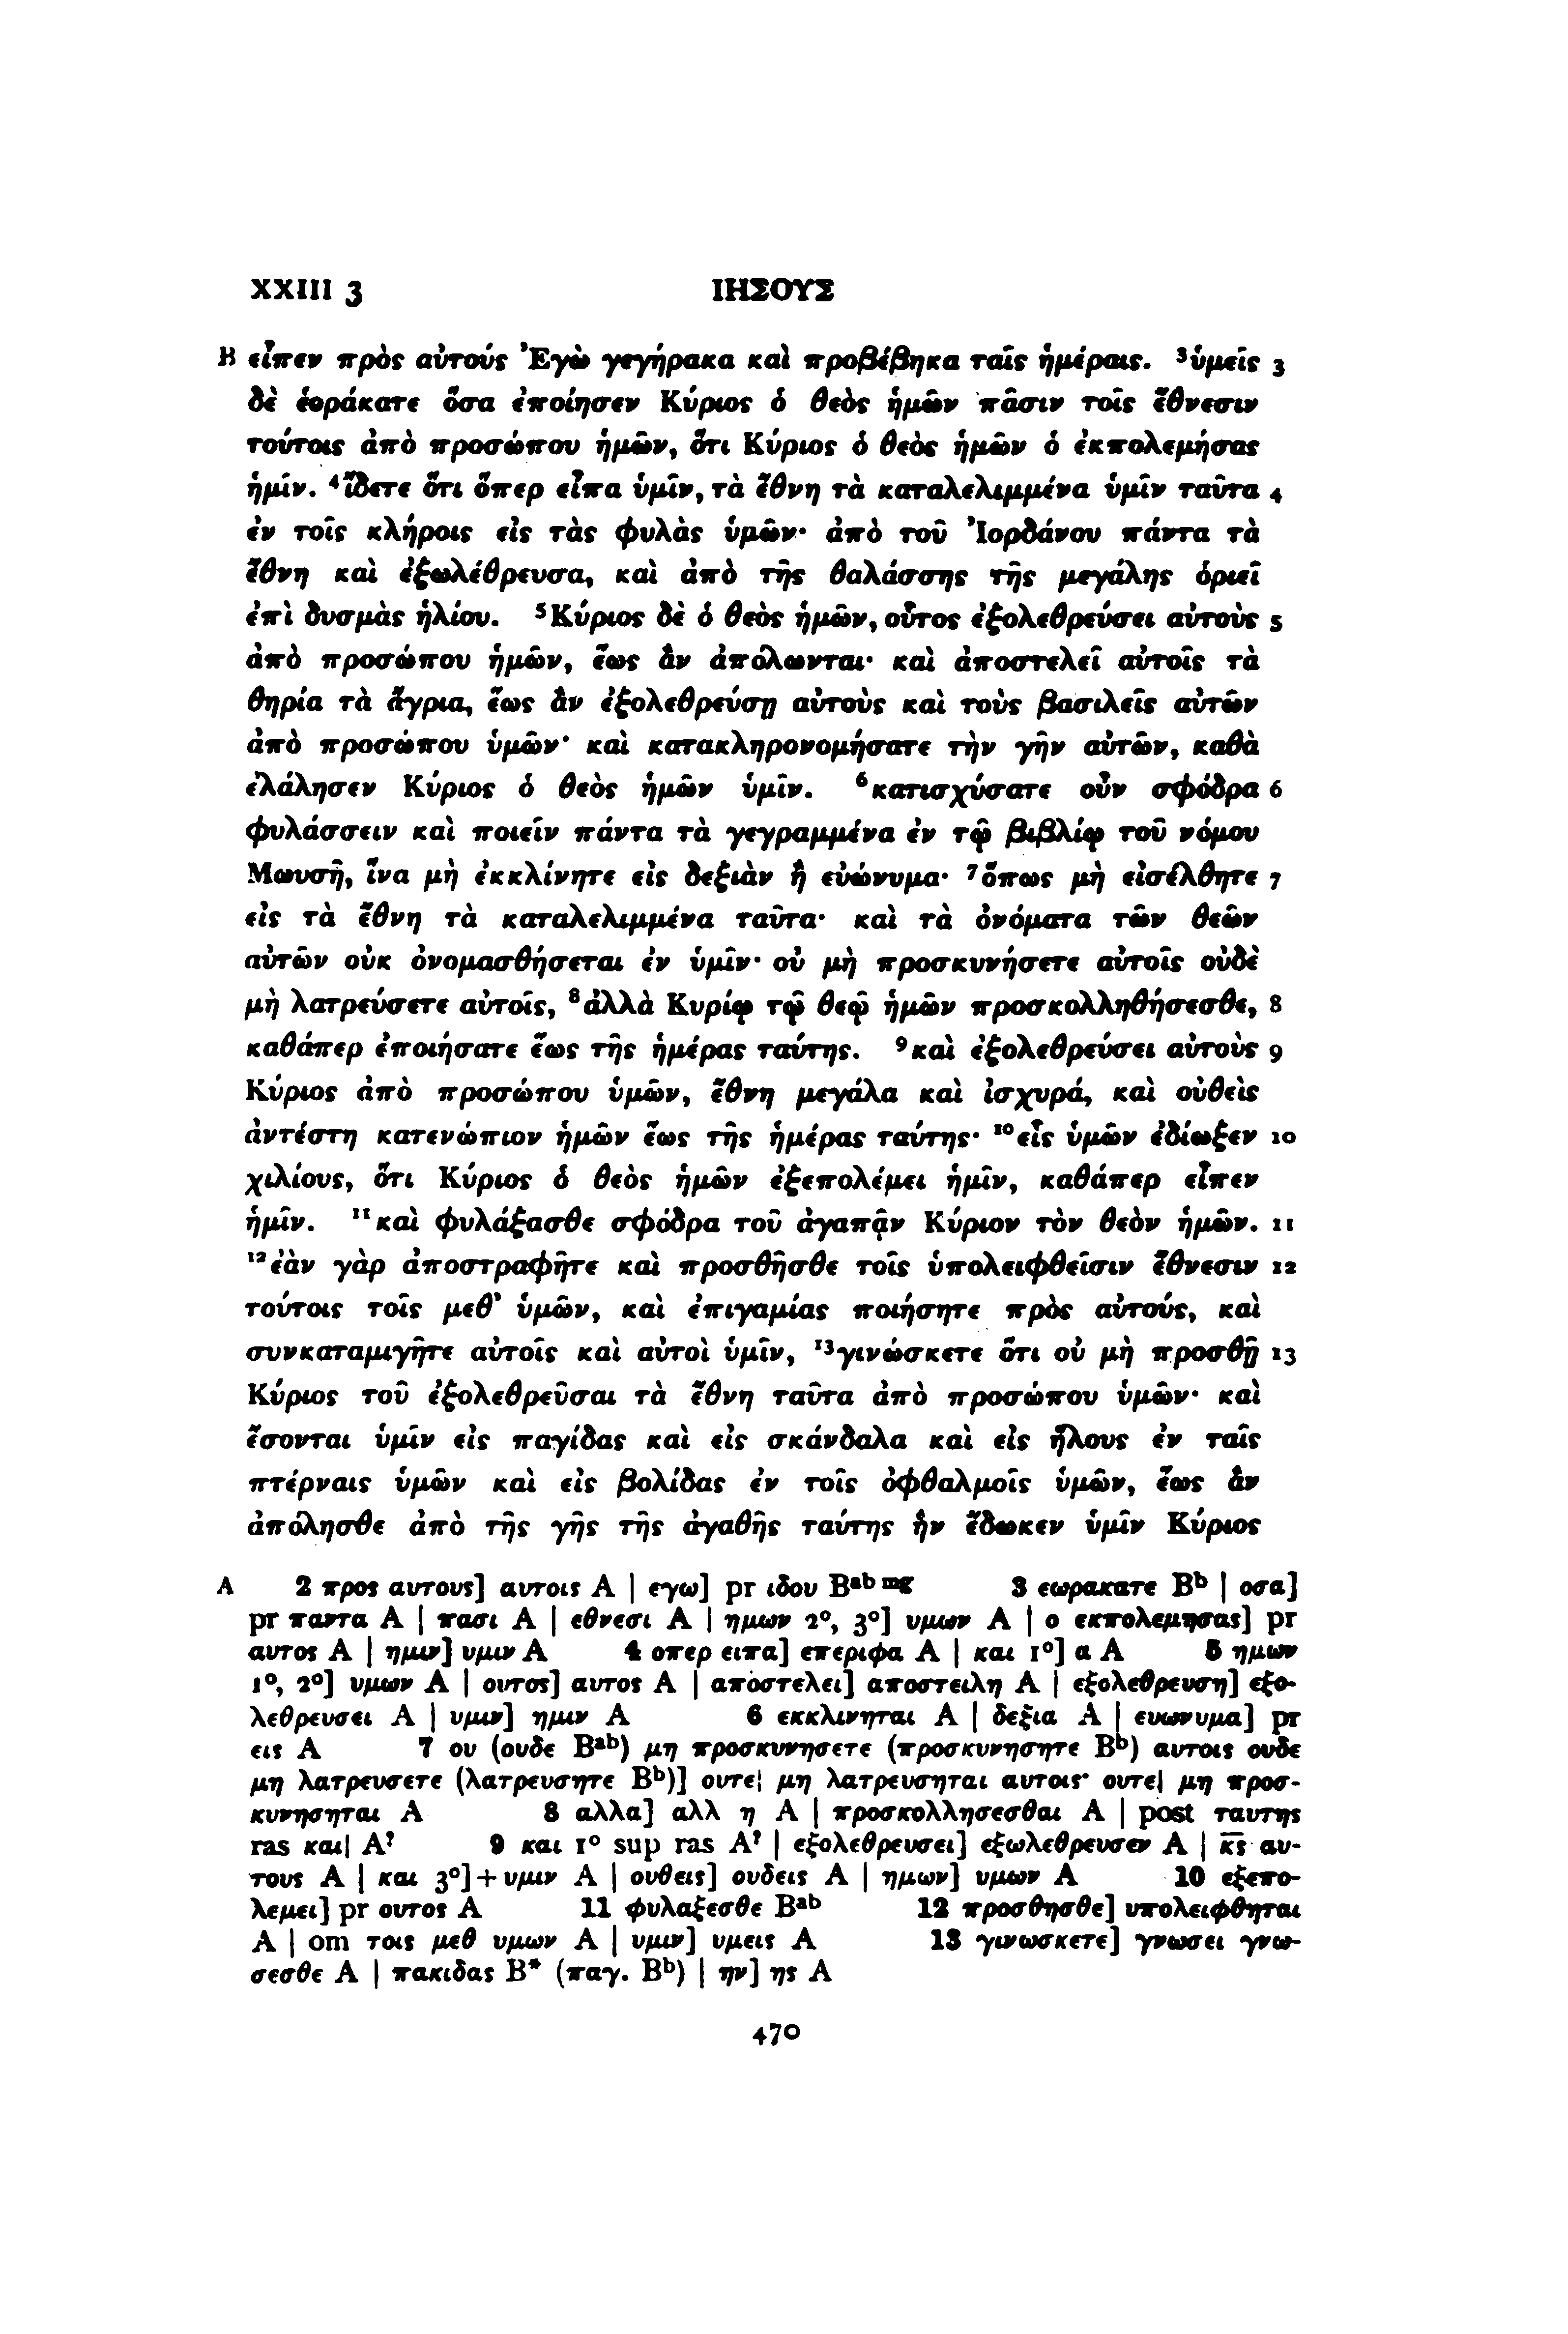 XXIII 3 ΙΗΣΟΥΣ
B εἶπεν πρὸς αὐτούς Ἐγὼ γεγήρακα καὶ προβέβηκα ταῖς ἡμέραις. ³ὑμεῖς 3
δὲ ἑοράκατε ὅσα ἐποίησεν Κύριος ὁ θεὸς ἡμῶν πᾶσιν τοῖς ἔθνεσιν
τούτοις ἀπὸ προσώπου ἡμῶν, ὅτι Κύριος ὁ θεὸς ἡμῶν ὁ ἐκπολεμήσας
ἡμῖν. ⁴ἴδετε ὅτι ὅπερ εἶπα ὑμῖν, τὰ ἔθνη τὰ καταλελιμμένα ὑμῖν ταῦτα 4
ἐν τοῖς κλήροις εἰς τὰς φυλὰς ὑμῶν· ἀπὸ τοῦ Ἰορδάνου πάντα τὰ
ἔθνη καὶ ἐξωλέθρευσα, καὶ ἀπὸ τῆς θαλάσσης τῆς μεγάλης ὁριεῖ
ἐπὶ δυσμὰς ἡλίου. ⁵Κύριος δὲ ὁ θεὸς ἡμῶν, οὗτος ἐξολεθρεύσει αὐτοὺς 5
ἀπὸ προσώπου ἡμῶν, ἕως ἂν ἀπόλωνται· καὶ ἀποστελεῖ αὐτοῖς τὰ
θηρία τὰ ἄγρια, ἕως ἂν ἐξολεθρεύσῃ αὐτοὺς καὶ τοὺς βασιλεῖς αὐτῶν
ἀπὸ προσώπου ὑμῶν· καὶ κατακληρονομήσατε τὴν γῆν αὐτῶν, καθὰ
ἐλάλησεν Κύριος ὁ θεὸς ἡμῶν ὑμῖν. ⁶κατισχύσατε οὖν σφόδρα 6
φυλάσσειν καὶ ποιεῖν πάντα τὰ γεγραμμένα ἐν τῷ βιβλίῳ τοῦ νόμου
Μωυσῆ, ἵνα μὴ ἐκκλίνητε εἰς δεξιὰν ἢ εὐώνυμα· ⁷ὅπως μὴ εἰσέλθητε 7
εἰς τὰ ἔθνη τὰ καταλελιμμένα ταῦτα· καὶ τὰ ὀνόματα τῶν θεῶν
αὐτῶν οὐκ ὀνομασθήσεται ἐν ὑμῖν· οὐ μὴ προσκυνήσετε αὐτοῖς οὐδὲ
μὴ λατρεύσετε αὐτοῖς, ⁸ἀλλὰ Κυρίῳ τῷ θεῷ ἡμῶν προσκολληθήσεσθε, 8
καθάπερ ἐποιήσατε ἕως τῆς ἡμέρας ταύτης. ⁹καὶ ἐξολεθρεύσει αὐτοὺς 9
Κύριος ἀπὸ προσώπου ὑμῶν, ἔθνη μεγάλα καὶ ἰσχυρά, καὶ οὐθεὶς
ἀντέστη κατενώπιον ἡμῶν ἕως τῆς ἡμέρας ταύτης· ¹⁰εἷς ὑμῶν ἐδίωξεν 10
χιλίους, ὅτι Κύριος ὁ θεὸς ἡμῶν ἐξεπολέμει ἡμῖν, καθάπερ εἶπεν
ἡμῖν. ¹¹καὶ φυλάξασθε σφόδρα τοῦ ἀγαπᾷν Κύριον τὸν θεὸν ἡμῶν. 11
¹²ἐὰν γὰρ ἀποστραφῆτε καὶ προσθῆσθε τοῖς ὑπολειφθεῖσιν ἔθνεσιν 12
τούτοις τοῖς μεθ᾽ ὑμῶν, καὶ ἐπιγαμίας ποιήσητε πρὸς αὐτούς, καὶ
συνκαταμιγῆτε αὐτοῖς καὶ αὐτοὶ ὑμῖν, ¹³γινώσκετε ὅτι οὐ μὴ προσθῇ 13
Κύριος τοῦ ἐξολεθρεῦσαι τὰ ἔθνη ταῦτα ἀπὸ προσώπου ὑμῶν· καὶ
ἔσονται ὑμῖν εἰς παγίδας καὶ εἰς σκάνδαλα καὶ εἰς ἥλους ἐν ταῖς
πτέρναις ὑμῶν καὶ εἰς βολίδας ἐν τοῖς ὀφθαλμοῖς ὑμῶν, ἕως ἂν
ἀπόλησθε ἀπὸ τῆς γῆς τῆς ἀγαθῆς ταύτης ἣν ἔδωκεν ὑμῖν Κύριος
A 2 προς αυτους] αυτοις A | εγω] pr ιδου Bᵃᵇ ᵐᵍ 3 εωρακατε Bᵇ | οσα]
pr παντα A | πασι A | εθνεσι A | ημων 2°, 3°] υμων A | ο εκπολεμησας] pr
αυτος A | ημιν] υμιν A 4 οπερ ειπα] επεριφα A | και 1°] α A 5 ημων
1°, 2°] υμων A | ουτος] αυτος A | αποστελει] αποστειλη A | εξολεθρευση] εξο-
λεθρευσει A | υμιν] ημιν A 6 εκκλινηται A | δεξια A | ευωνυμα] pr
εις A 7 ου (ουδε Bᵃᵇ) μη προσκυνησετε (προσκυνησητε Bᵇ) αυτοις ουδε
μη λατρευσετε (λατρευσητε Bᵇ)] ουτε| μη λατρευσηται αυτοις· ουτε| μη προσ-
κυνησηται A 8 αλλα] αλλ η A | προσκολλησεσθαι A | post ταυτης
ras και| A? 9 και 1° sup ras A? | εξολεθρευσει] εξωλεθρευσεν A | κ̅ς̅ αυ-
τους A | και 3°]+υμιν A | ουθεις] ουδεις A | ημων] υμων A 10 εξεπο-
λεμει] pr ουτος A 11 φυλαξεσθε Bᵃᵇ 12 προσθησθε] υπολειφθηται
A | om τοις μεθ υμων A | υμιν] υμεις A 13 γινωσκετε] γνωσει γνω-
σεσθε A | πακιδας B* (παγ. Bᵇ) | ην] ης A
470